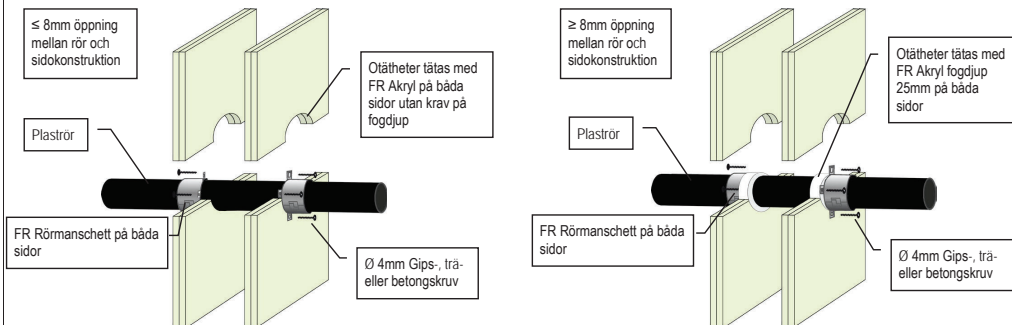 ≤ 8mm öppning
mellan rör och
sidokonstruktion
Otätheter tätas med
FR Akryl på båda
sidor utan krav på
fogdjup
Plaströr
FR Rörmanschett på båda
sidor
Ø 4mm Gips-, trä-
eller betongskruv
≥ 8mm öppning
mellan rör och
sidokonstruktion
Otätheter tätas med
FR Akryl fogdjup
25mm på båda
sidor
Plaströr
FR Rörmanschett på båda
sidor
Ø 4mm Gips-, trä-
eller betongskruv